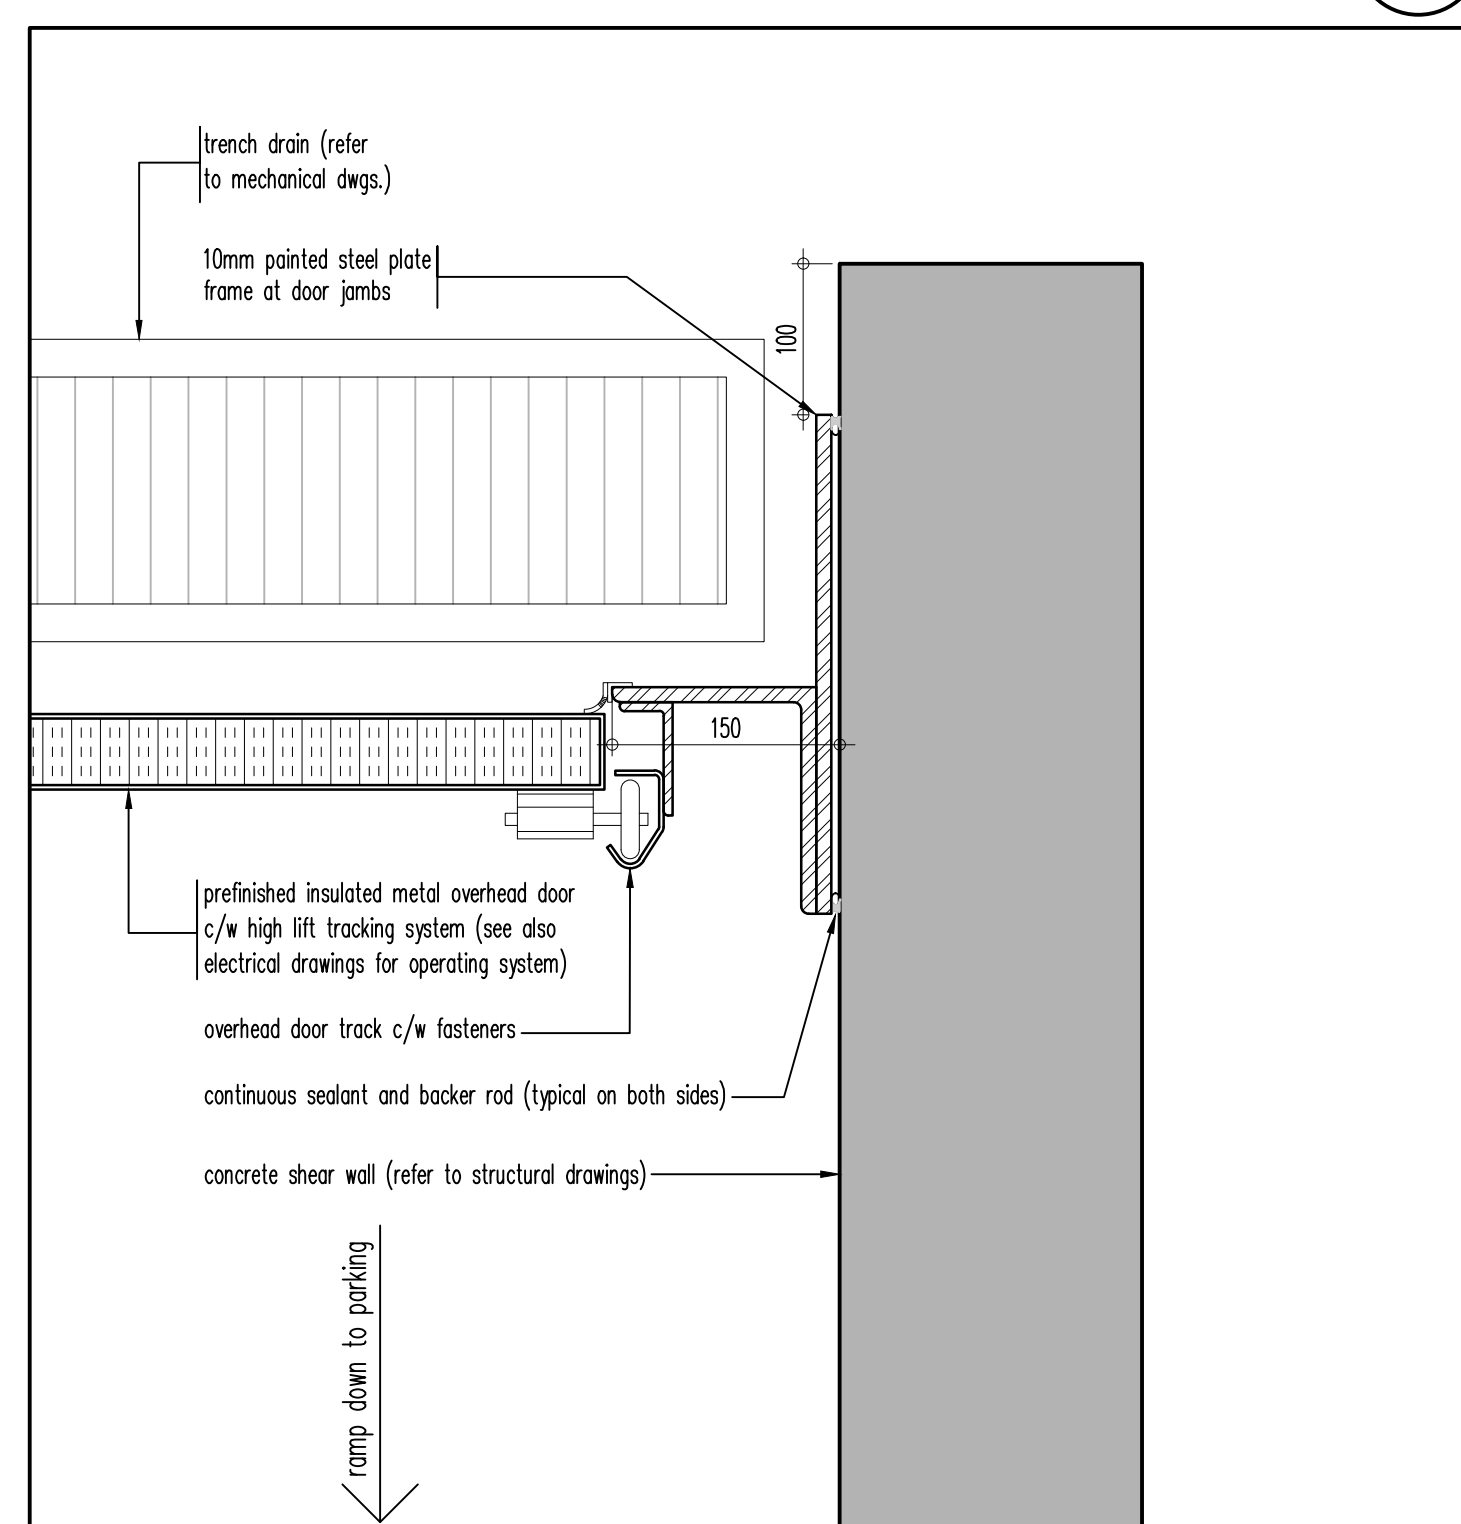 trench drain (refer
to mechanical dwgs.)
10mm painted steel plate
frame at door jambs
100
150
prefinished insulated metal overhead door
c/w high lift tracking system (see also
electrical drawings for operating system)
overhead door track c/w fasteners
continuous sealant and backer rod (typical on both sides)
concrete shear wall (refer to structural drawings)
ramp down to parking